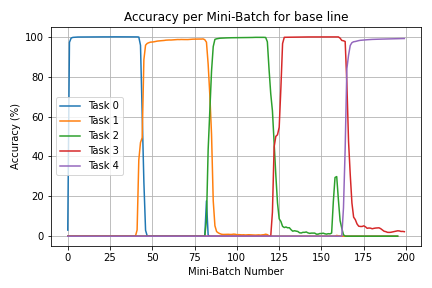 Accuracy per Mini-Batch for base line
100
80
60
40
20
0
Accuracy (%)
Task 0
Task 1
Task 2
Task 3
Task 4
0 25 50 75 100 125 150 175 200
Mini-Batch Number